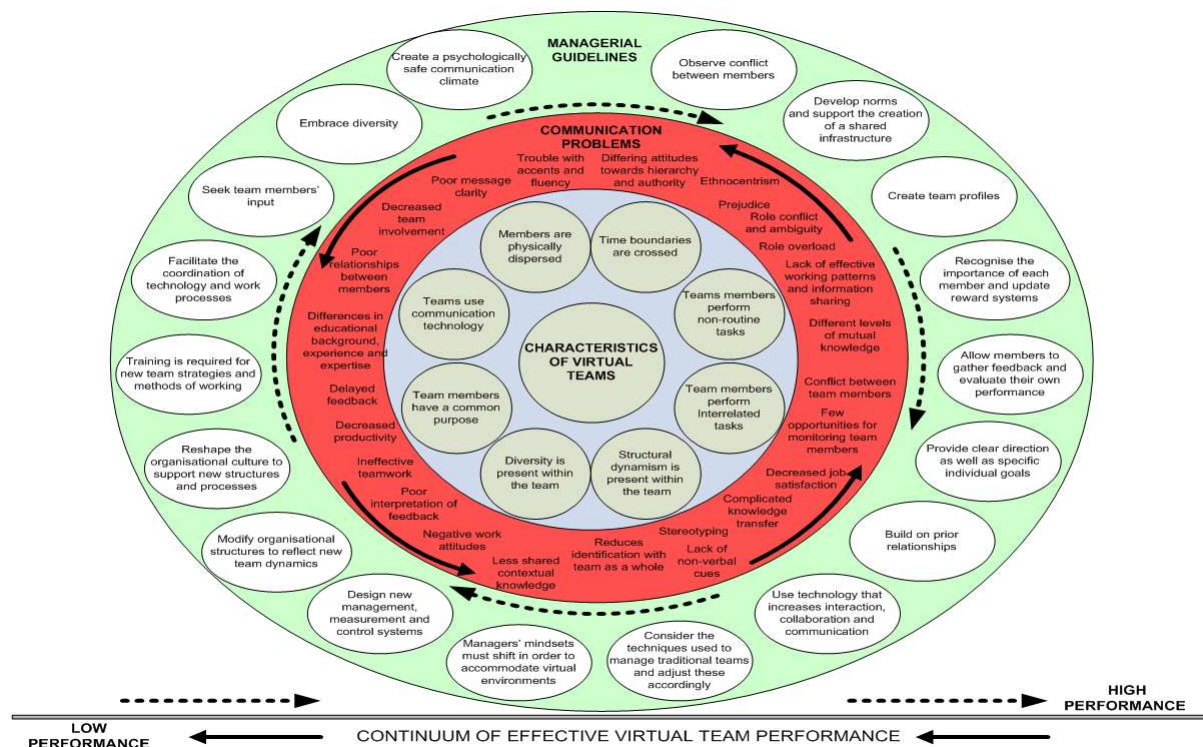 MANAGERIAL
GUIDELINES
Create a psychologically
safe communication
climate
Observe conflict
between members
Develop norms
and support the creation
of a shared
infrastructure
Create team profiles
Recognise the
importance of each
member and update
reward systems
Allow members to
gather feedback and
evaluate their own
performance
Provide clear direction
as well as specific
individual goals
Build on prior
relationships
Use technology that
increases interaction,
collaboration and
communication
Consider the
techniques used to
manage traditional teams
and adjust these
accordingly
Managers' mindsets
must shift in order to
accommodate virtual
environments
Design new
management,
measurement and
control systems
Modify organisational
structures to reflect new
team dynamics
Reshape the
organisational culture to
support new structures
and processes
Training is required for
new team strategies and
methods of working
Facilitate the
coordination of
technology and work
processes
Seek team members'
input
Embrace diversity
COMMUNICATION
PROBLEMS
Trouble with
accents and
fluency
Differing attitudes
towards hierarchy
and authority
Ethnocentrism
Prejudice
Role conflict
and ambiguity
Role overload
Lack of effective
working patterns
and information
sharing
Different levels
of mutual
knowledge
Conflict between
team members
Few
opportunities for
monitoring team
members
Decreased job
satisfaction
Complicated
knowledge
transfer
Stereotyping
Lack of
non-verbal
cues
Reduces
identification with
team as a whole
Less shared
contextual
knowledge
Negative work
attitudes
Poor
interpretation of
feedback
Ineffective
teamwork
Decreased
productivity
Delayed
feedback
Differences in
educational
background,
experience and
expertise
Poor
relationships
between
members
Decreased
team
involvement
Poor message
clarity
Members are
physically
dispersed
Time boundaries
are crossed
Teams members
perform
non-routine
tasks
Team members
perform
Interrelated
tasks
Structural
dynamism is
present within
the team
Diversity is
present within
the team
Team members
have a common
purpose
Teams use
communication
technology
CHARACTERISTICS
OF VIRTUAL
TEAMS
HIGH
PERFORMANCE
LOW
PERFORMANCE
CONTINUUM OF EFFECTIVE VIRTUAL TEAM PERFORMANCE